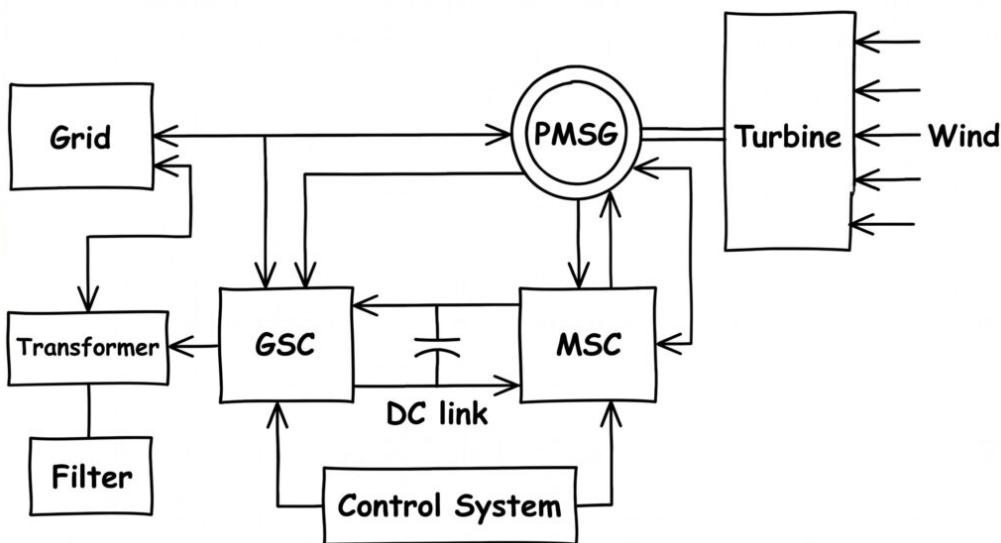 Grid
PMSG
Turbine
Wind
Transformer
GSC
MSC
DC link
Filter
Control System